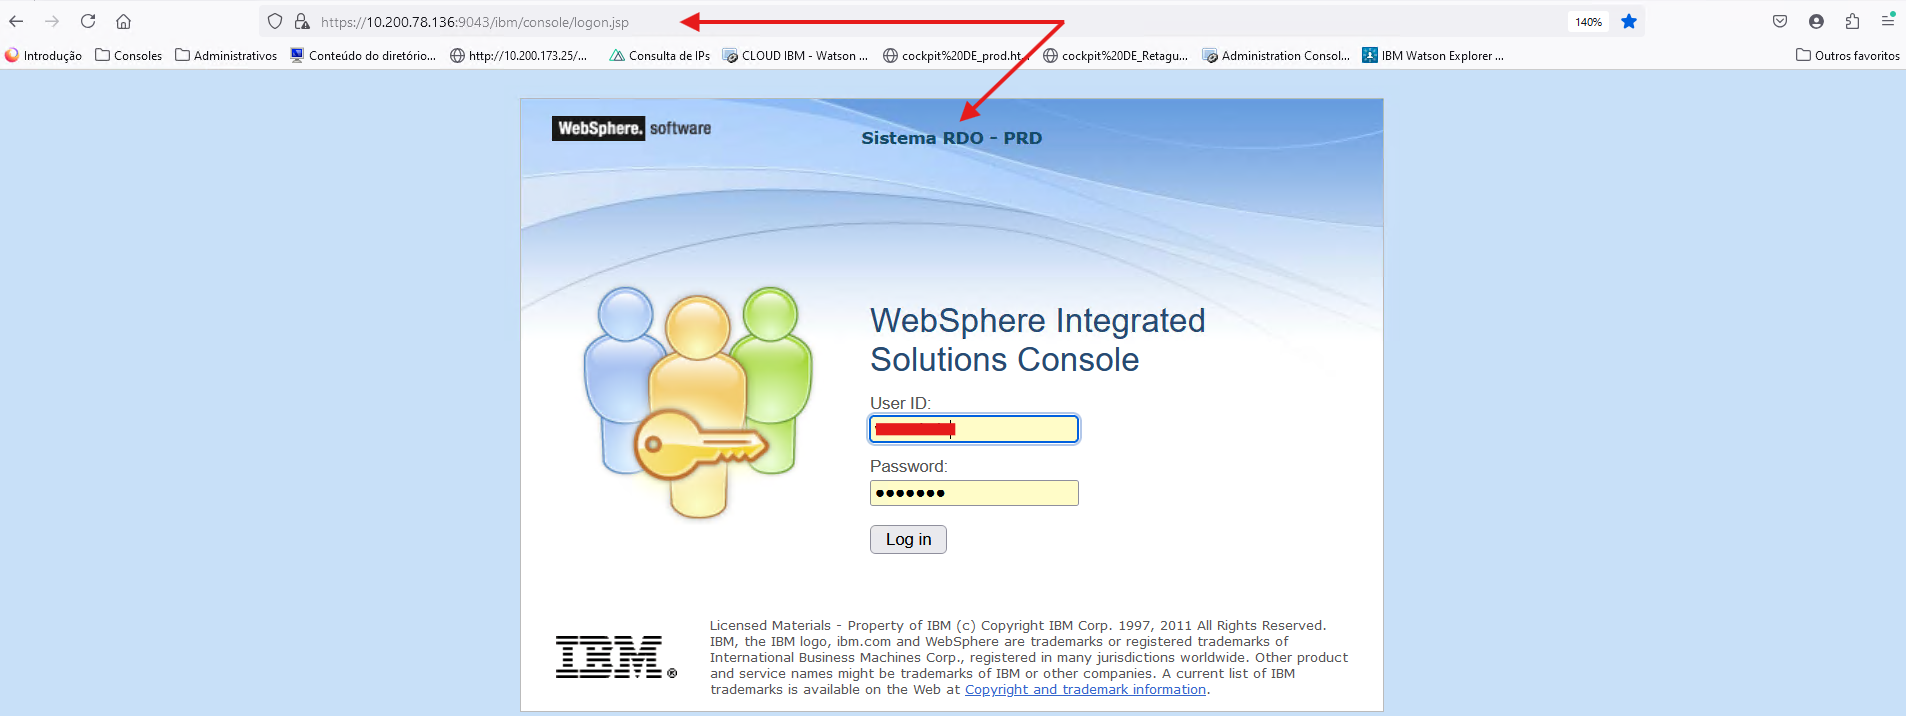 https://10.200.78.136:9043/ibm/console/logon.jsp
140%
Introdução
Consoles
Administrativos
Conteúdo do diretório...
http://10.200.173.25/...
Consulta de IPs
CLOUD IBM - Watson ...
cockpit%20DE_prod.ht...
cockpit%20DE_Retagu...
Administration Consol...
IBM Watson Explorer ...
Outros favoritos
WebSphere. software
Sistema RDO - PRD
WebSphere Integrated
Solutions Console
User ID:
Password:
Log in
IBM®
Licensed Materials - Property of IBM (c) Copyright IBM Corp. 1997, 2011 All Rights Reserved.
IBM, the IBM logo, ibm.com and WebSphere are trademarks or registered trademarks of
International Business Machines Corp., registered in many jurisdictions worldwide. Other product
and service names might be trademarks of IBM or other companies. A current list of IBM
trademarks is available on the Web at Copyright and trademark information.